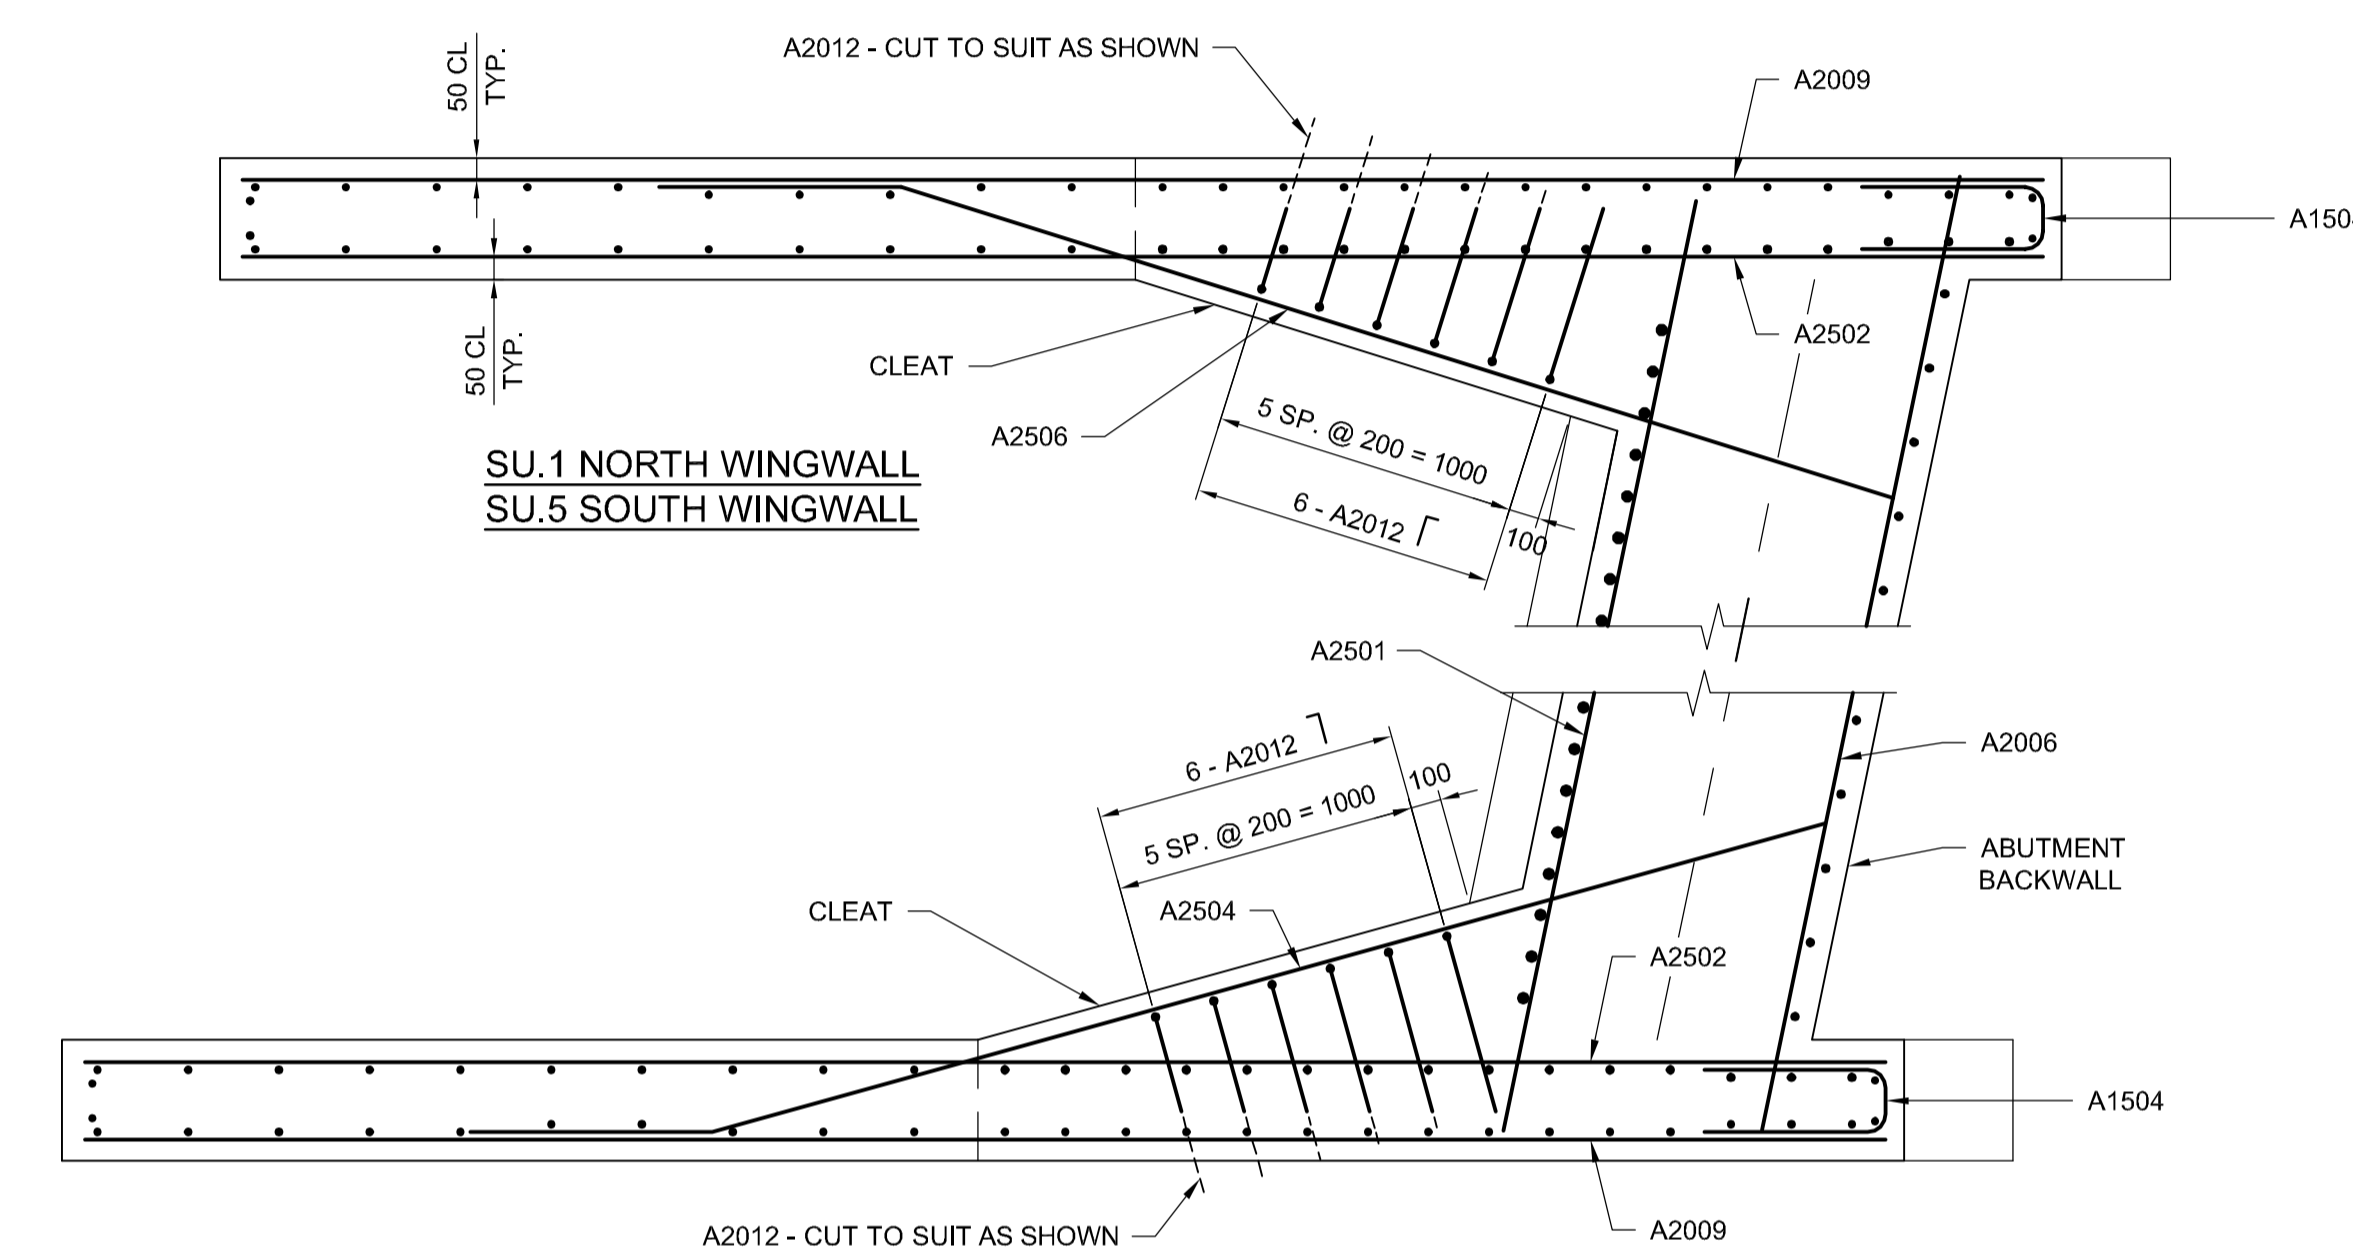 A2012 - CUT TO SUIT AS SHOWN
50 CL
TYP.
A2009
A150
A2502
50 CL
TYP.
CLEAT
A2506
5 SP. @ 200 = 1000
6 - A2012
100
SU.1 NORTH WINGWALL
SU.5 SOUTH WINGWALL
A2501
6 - A2012
100
5 SP. @ 200 = 1000
A2006
ABUTMENT
BACKWALL
CLEAT
A2504
A2502
A1504
A2012 - CUT TO SUIT AS SHOWN
A2009